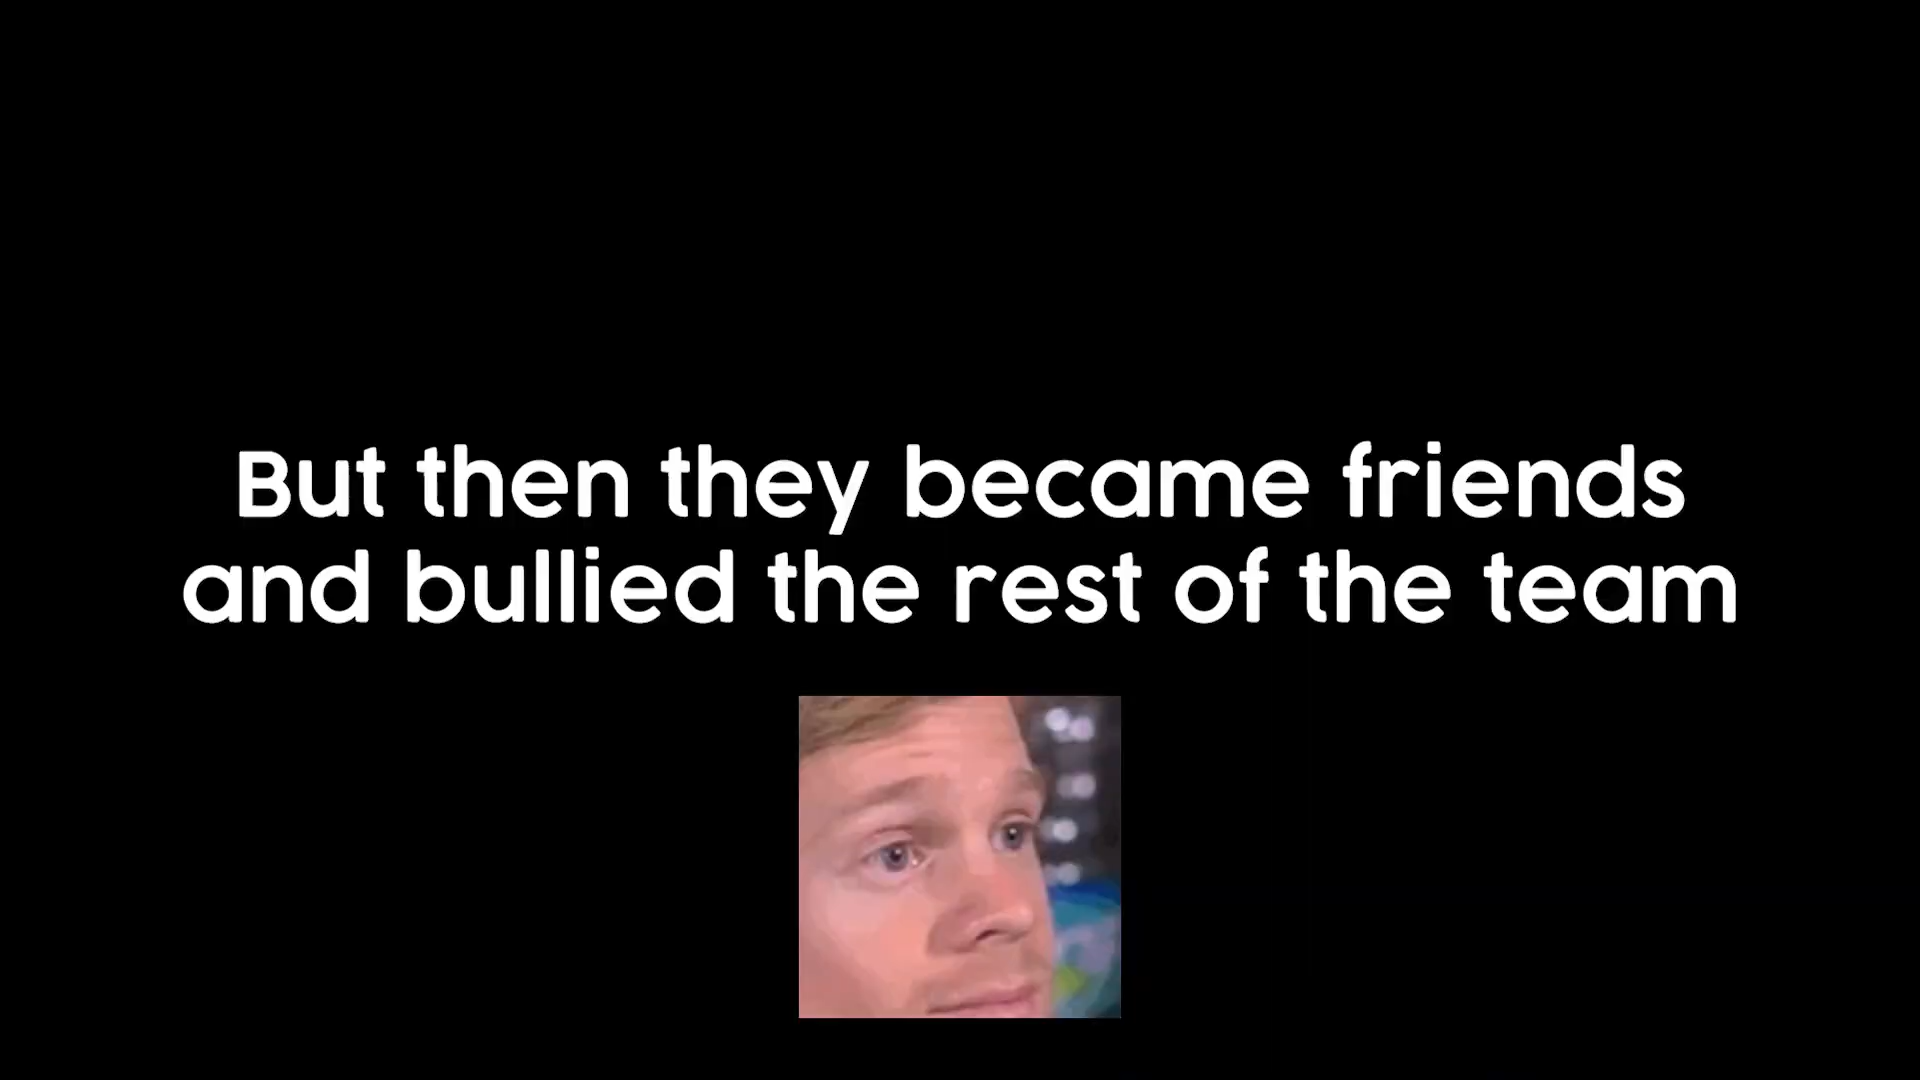 But then they became friends
and bullied the rest of the team